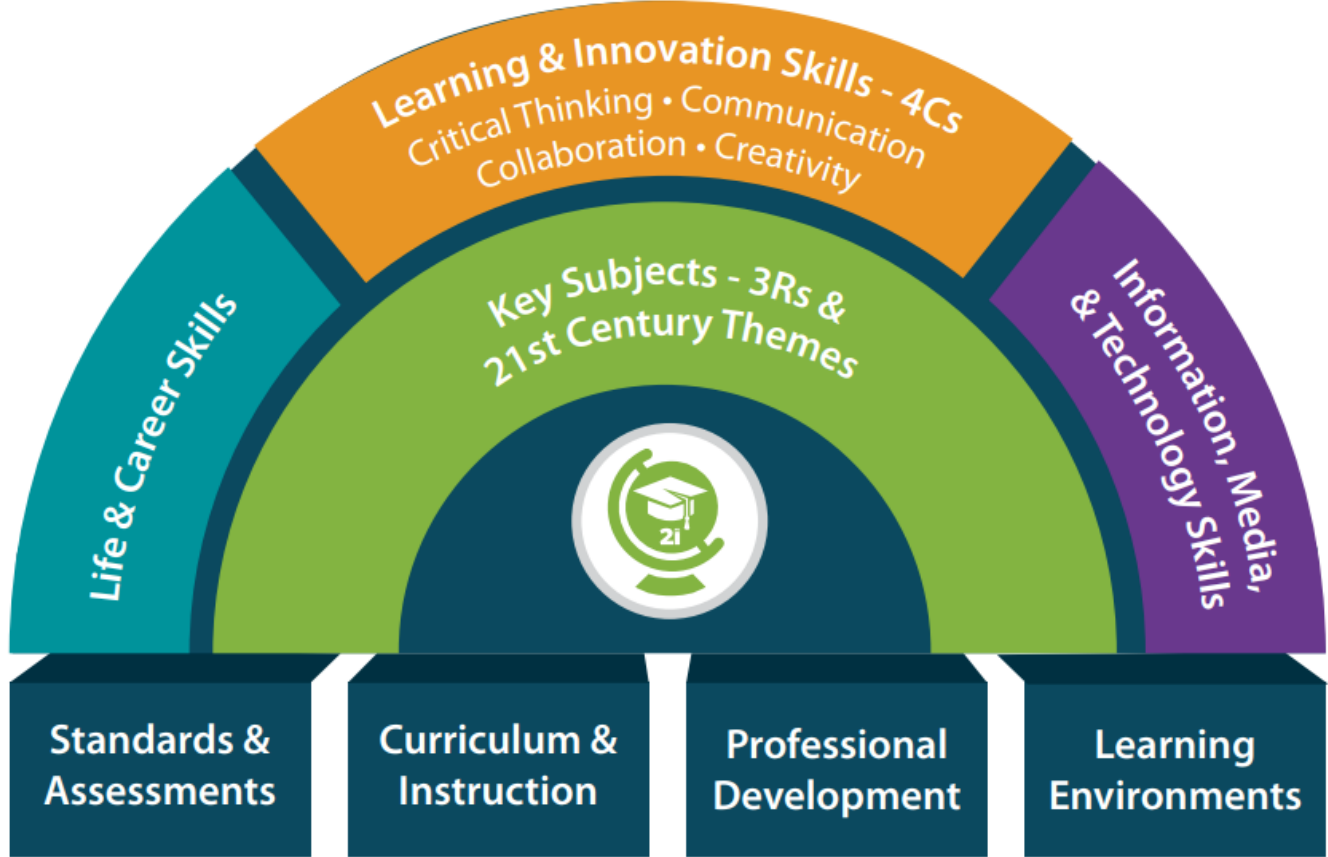 Learning & Innovation Skills - 4Cs
Critical Thinking • Communication
Collaboration • Creativity
Life & Career Skills
Key Subjects - 3Rs &
21st Century Themes
Information, Media,
& Technology Skills
2i
Standards &
Assessments
Curriculum &
Instruction
Professional
Development
Learning
Environments